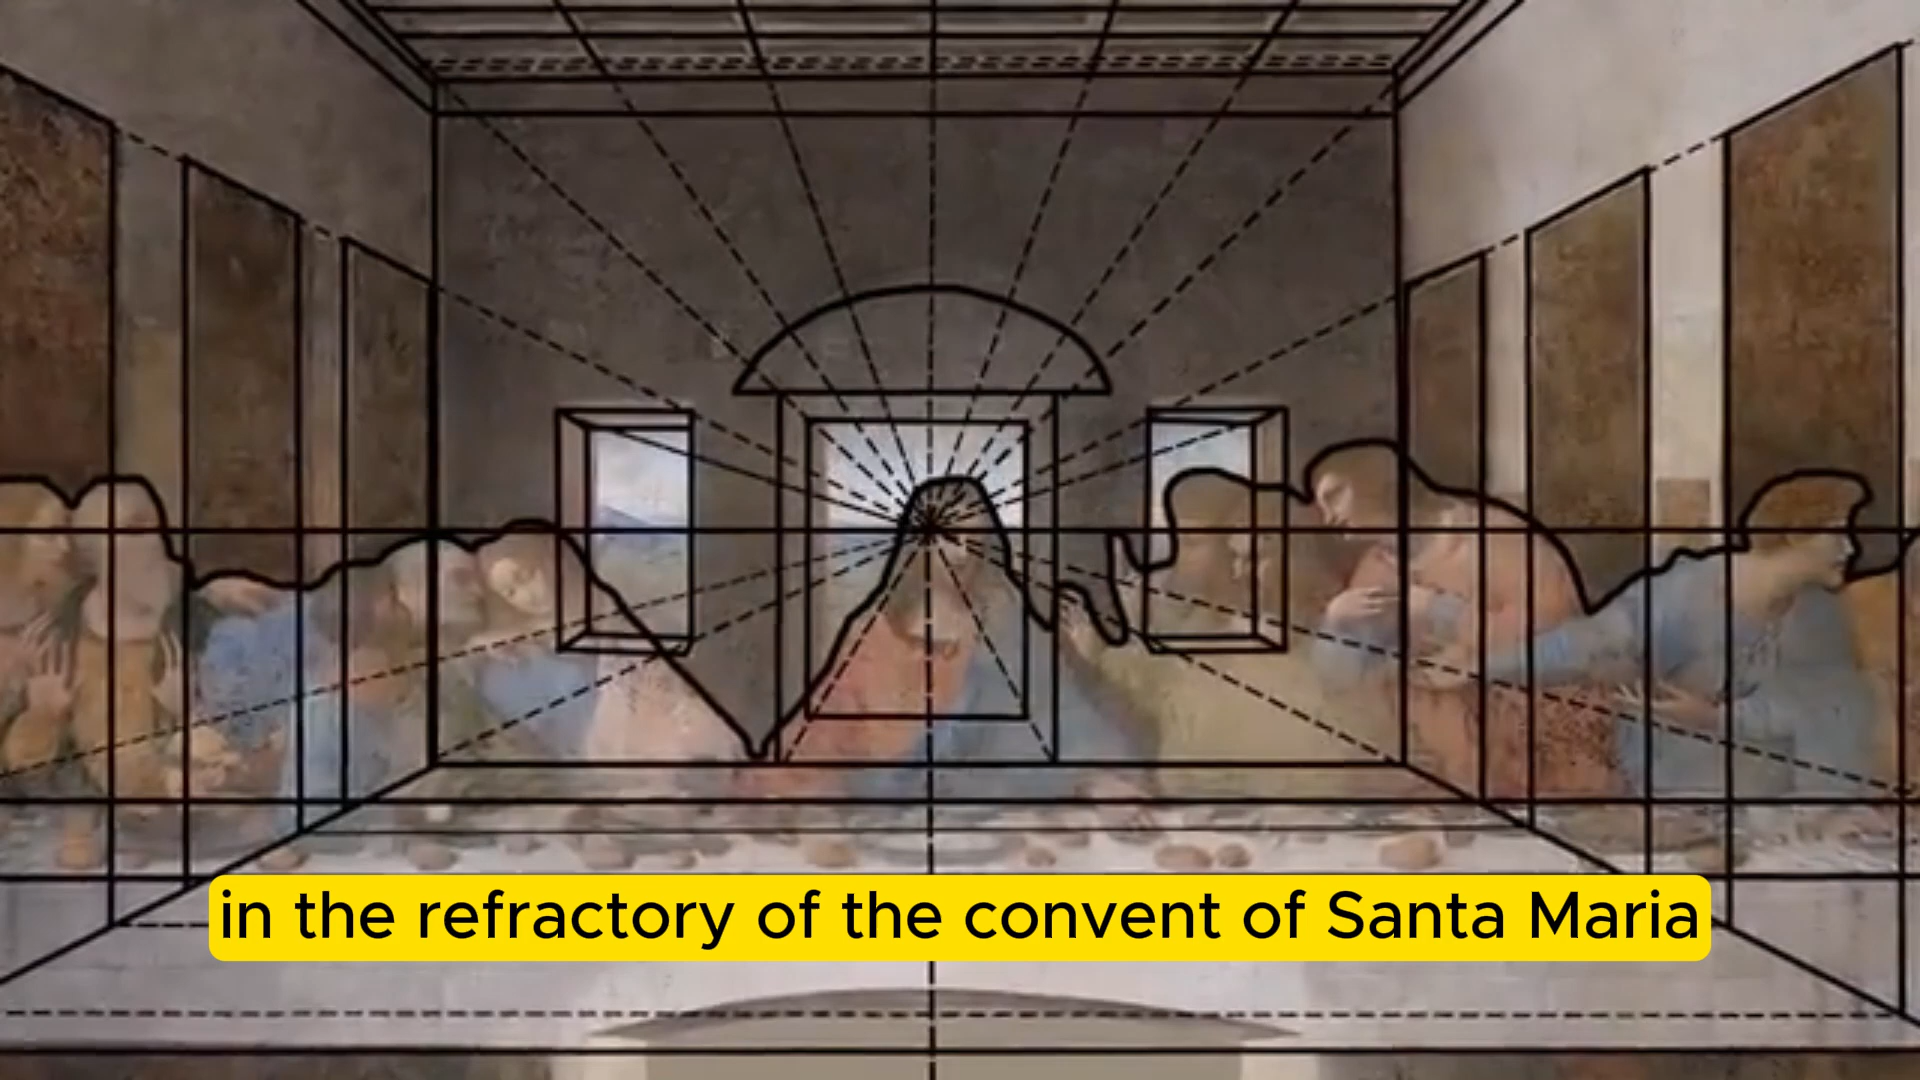 in the refractory of the convent of Santa Maria